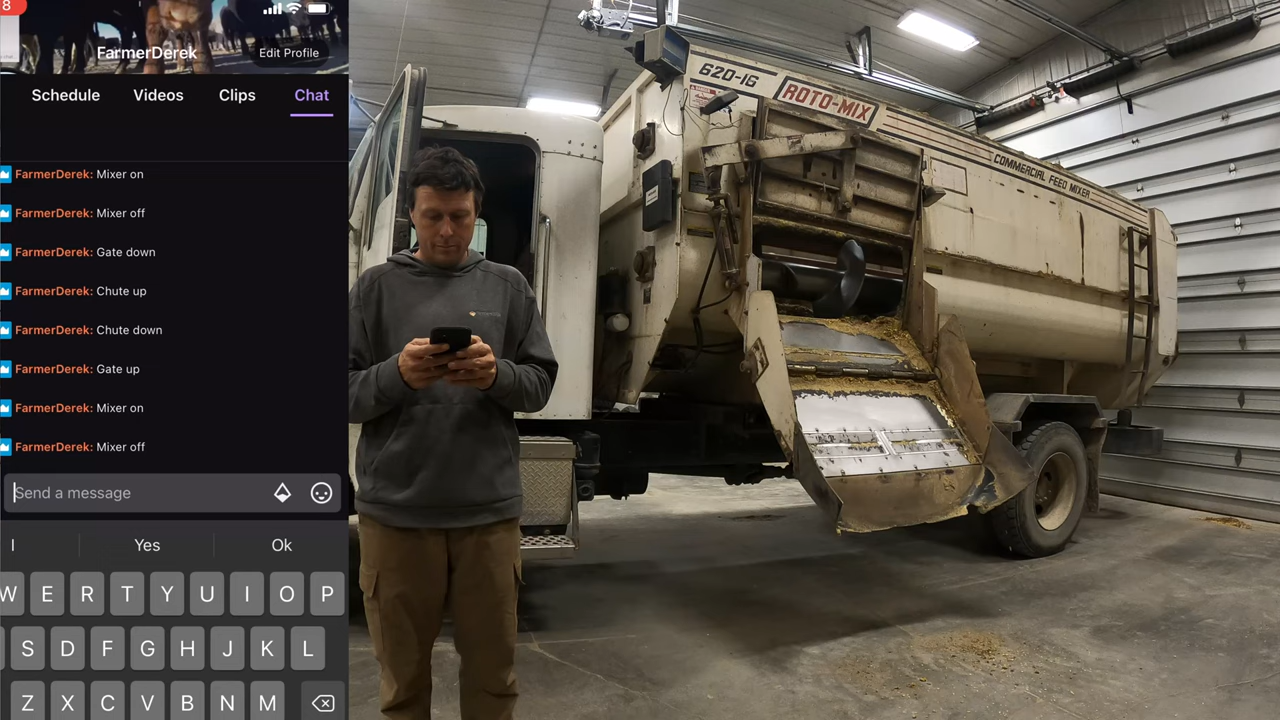 8
FarmerDerek
Edit Profile
Schedule Videos Clips Chat
FarmerDerek: Mixer on
FarmerDerek: Mixer off
FarmerDerek: Gate down
FarmerDerek: Chute up
FarmerDerek: Chute down
FarmerDerek: Gate up
FarmerDerek: Mixer on
FarmerDerek: Mixer off
Send a message
I Yes Ok
W E R T Y U I O P
S D F G H J K L
Z X C V B N M
620-16
ROTO-MIX
COMMERCIAL FEED MIXER